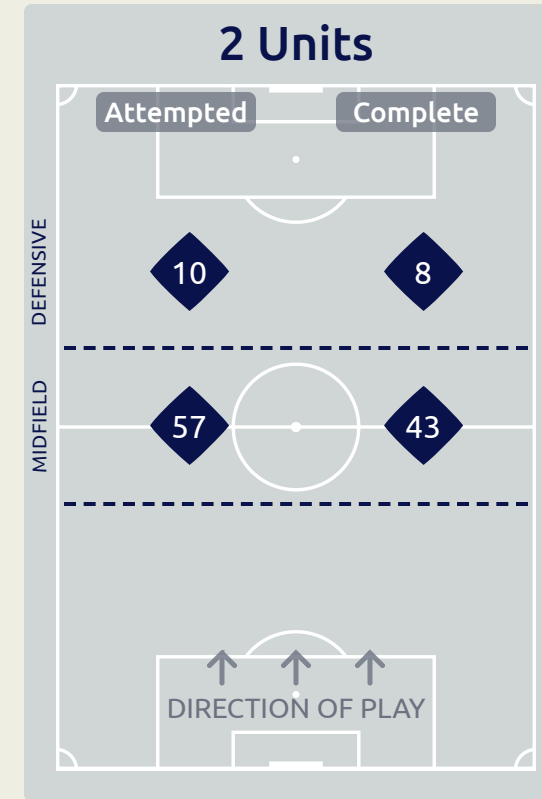 2 Units
Attempted Complete
DEFENSIVE
10 8
MIDFIELD
57 43
DIRECTION OF PLAY